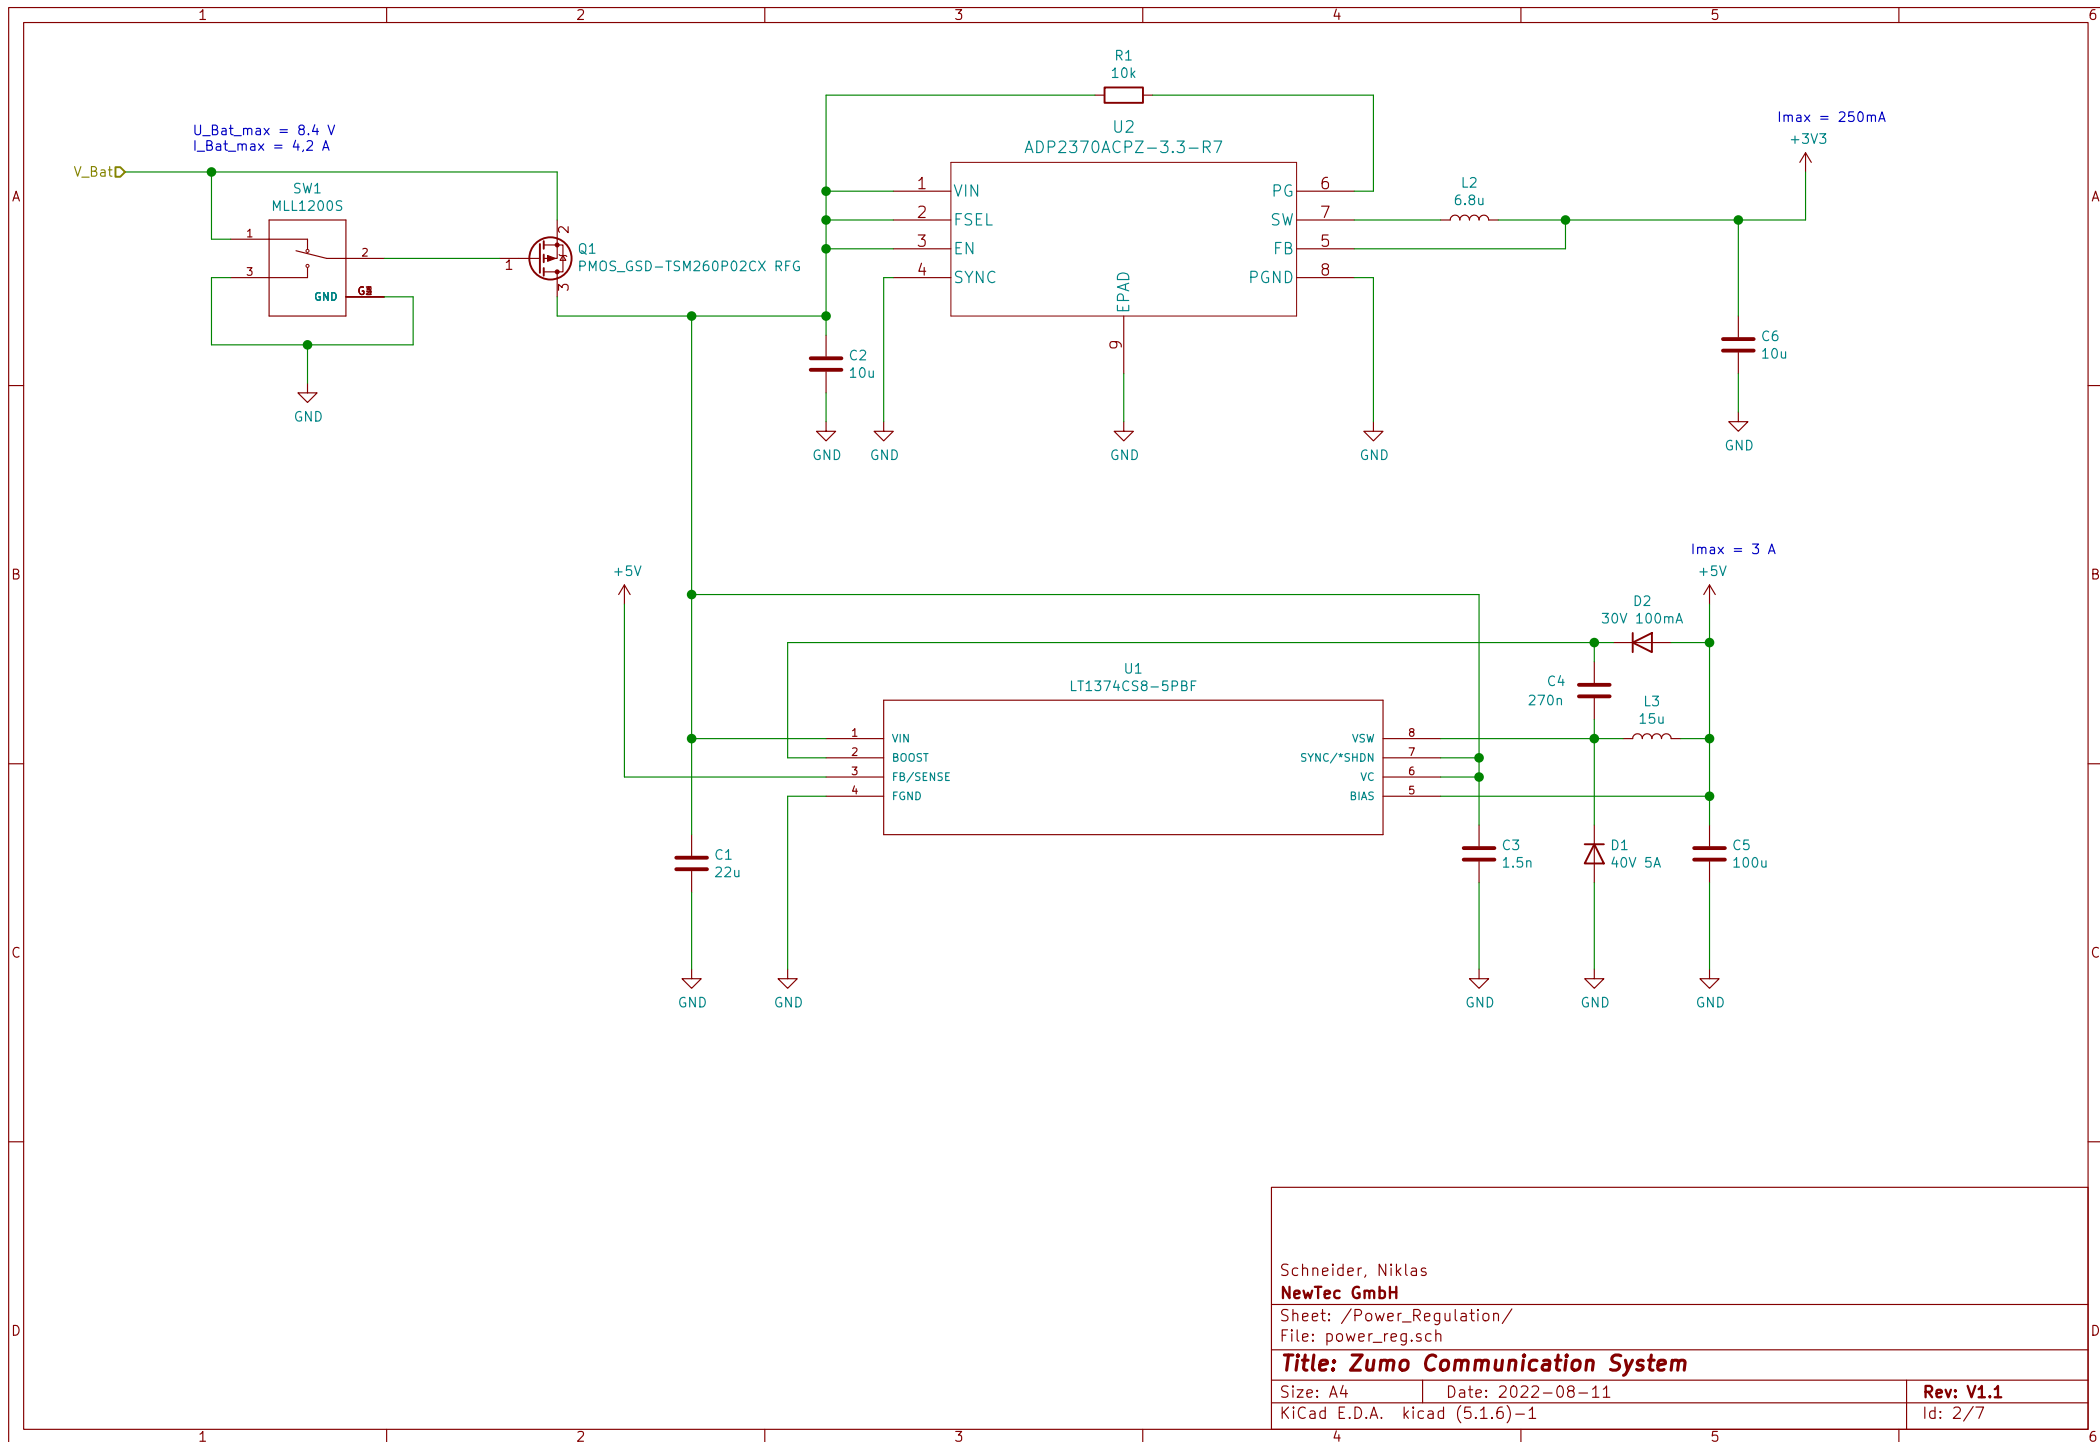 1 2 3 4 5 6
R1
10k
U2
ADP2370ACPZ-3.3-R7
Imax = 250mA
+3V3
U_Bat_max = 8.4 V
I_Bat_max = 4,2 A
V_Bat
SW1
MLL1200S
1
2
3
GND
GND
2
1
3
Q1
PMOS_GSD-TSM260P02CX RFG
1 VIN
2 FSEL
3 EN
4 SYNC
PG 6
SW 7
FB 5
PGND 8
EPAD
9
L2
6.8u
C2
10u
C6
10u
GND
GND
GND
GND
GND
A
A
B
B
C
C
D
D
Imax = 3 A
+5V
+5V
D2
30V 100mA
U1
LT1374CS8-5PBF
C4
270n
L3
15u
1 VIN
2 BOOST
3 FB/SENSE
4 FGND
VSW 8
SYNC/*SHDN 7
VC 6
BIAS 5
C1
22u
C3
1.5n
D1
40V 5A
C5
100u
GND
GND
GND
GND
GND
Schneider, Niklas
NewTec GmbH
Sheet: /Power_Regulation/
File: power_reg.sch
Title: Zumo Communication System
Size: A4
Date: 2022-08-11
Rev: V1.1
KiCad E.D.A. kicad (5.1.6)-1
Id: 2/7
1 2 3 4 5 6